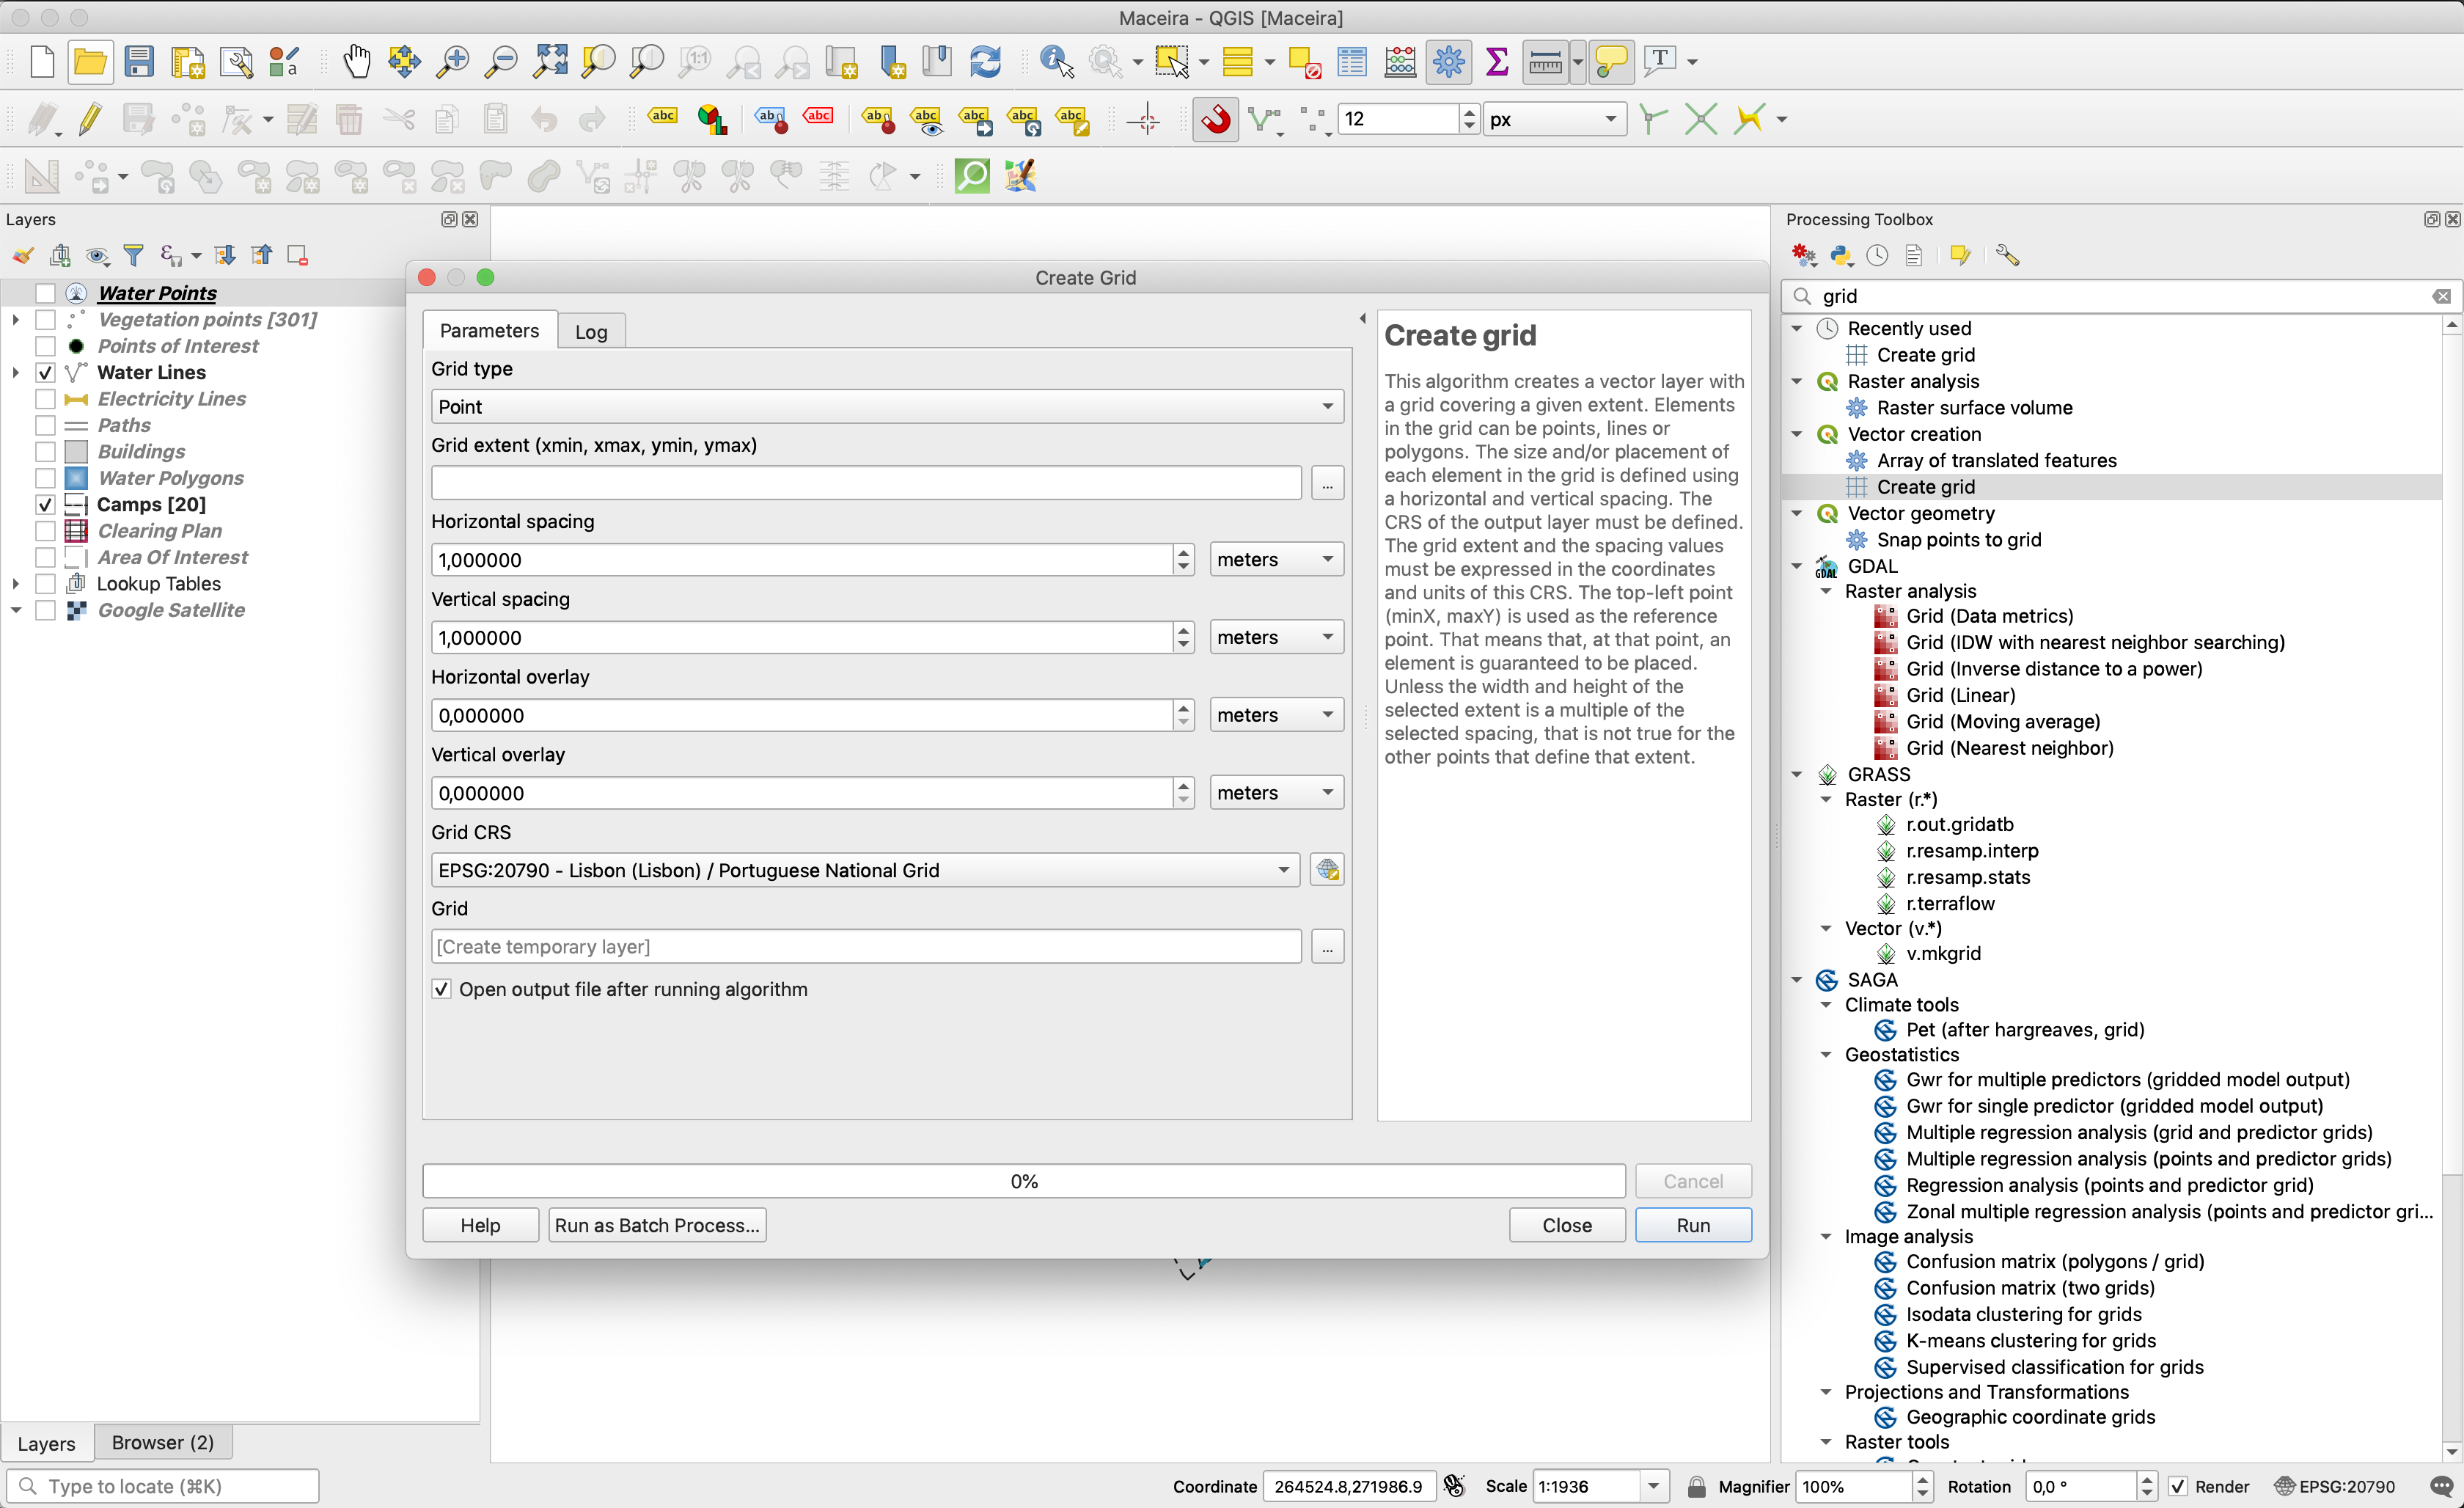 Maceira - QGIS [Maceira]
1:1
T
abc
ab
abc
ab
abc
abc
abc
abc
12
px
Layers
Water Points
Vegetation points [301]
Points of Interest
Water Lines
Electricity Lines
Paths
Buildings
Water Polygons
Camps [20]
Clearing Plan
Area Of Interest
Lookup Tables
Google Satellite
Layers
Browser (2)
Create Grid
Parameters
Log
Grid type
Point
Grid extent (xmin, xmax, ymin, ymax)
...
Horizontal spacing
1,000000
meters
Vertical spacing
1,000000
meters
Horizontal overlay
0,000000
meters
Vertical overlay
0,000000
meters
Grid CRS
EPSG:20790 - Lisbon (Lisbon) / Portuguese National Grid
Grid
[Create temporary layer]
...
Open output file after running algorithm
Create grid
This algorithm creates a vector layer with
a grid covering a given extent. Elements
in the grid can be points, lines or
polygons. The size and/or placement of
each element in the grid is defined using
a horizontal and vertical spacing. The
CRS of the output layer must be defined.
The grid extent and the spacing values
must be expressed in the coordinates
and units of this CRS. The top-left point
(minX, maxY) is used as the reference
point. That means that, at that point, an
element is guaranteed to be placed.
Unless the width and height of the
selected extent is a multiple of the
selected spacing, that is not true for the
other points that define that extent.
0%
Cancel
Help
Run as Batch Process...
Close
Run
Processing Toolbox
grid
Recently used
Create grid
Raster analysis
Raster surface volume
Vector creation
Array of translated features
Create grid
Vector geometry
Snap points to grid
GDAL
GDAL
Raster analysis
Grid (Data metrics)
Grid (IDW with nearest neighbor searching)
Grid (Inverse distance to a power)
Grid (Linear)
Grid (Moving average)
Grid (Nearest neighbor)
GRASS
Raster (r.*)
r.out.gridatb
r.resamp.interp
r.resamp.stats
r.terraflow
Vector (v.*)
v.mkgrid
SAGA
Climate tools
Pet (after hargreaves, grid)
Geostatistics
Gwr for multiple predictors (gridded model output)
Gwr for single predictor (gridded model output)
Multiple regression analysis (grid and predictor grids)
Multiple regression analysis (points and predictor grids)
Regression analysis (points and predictor grid)
Zonal multiple regression analysis (points and predictor gri...
Image analysis
Confusion matrix (polygons / grid)
Confusion matrix (two grids)
Isodata clustering for grids
K-means clustering for grids
Supervised classification for grids
Projections and Transformations
Geographic coordinate grids
Raster tools
Type to locate (⌘K)
Coordinate
264524.8,271986.9
Scale
1:1936
Magnifier
100%
Rotation
0,0 °
Render
EPSG:20790